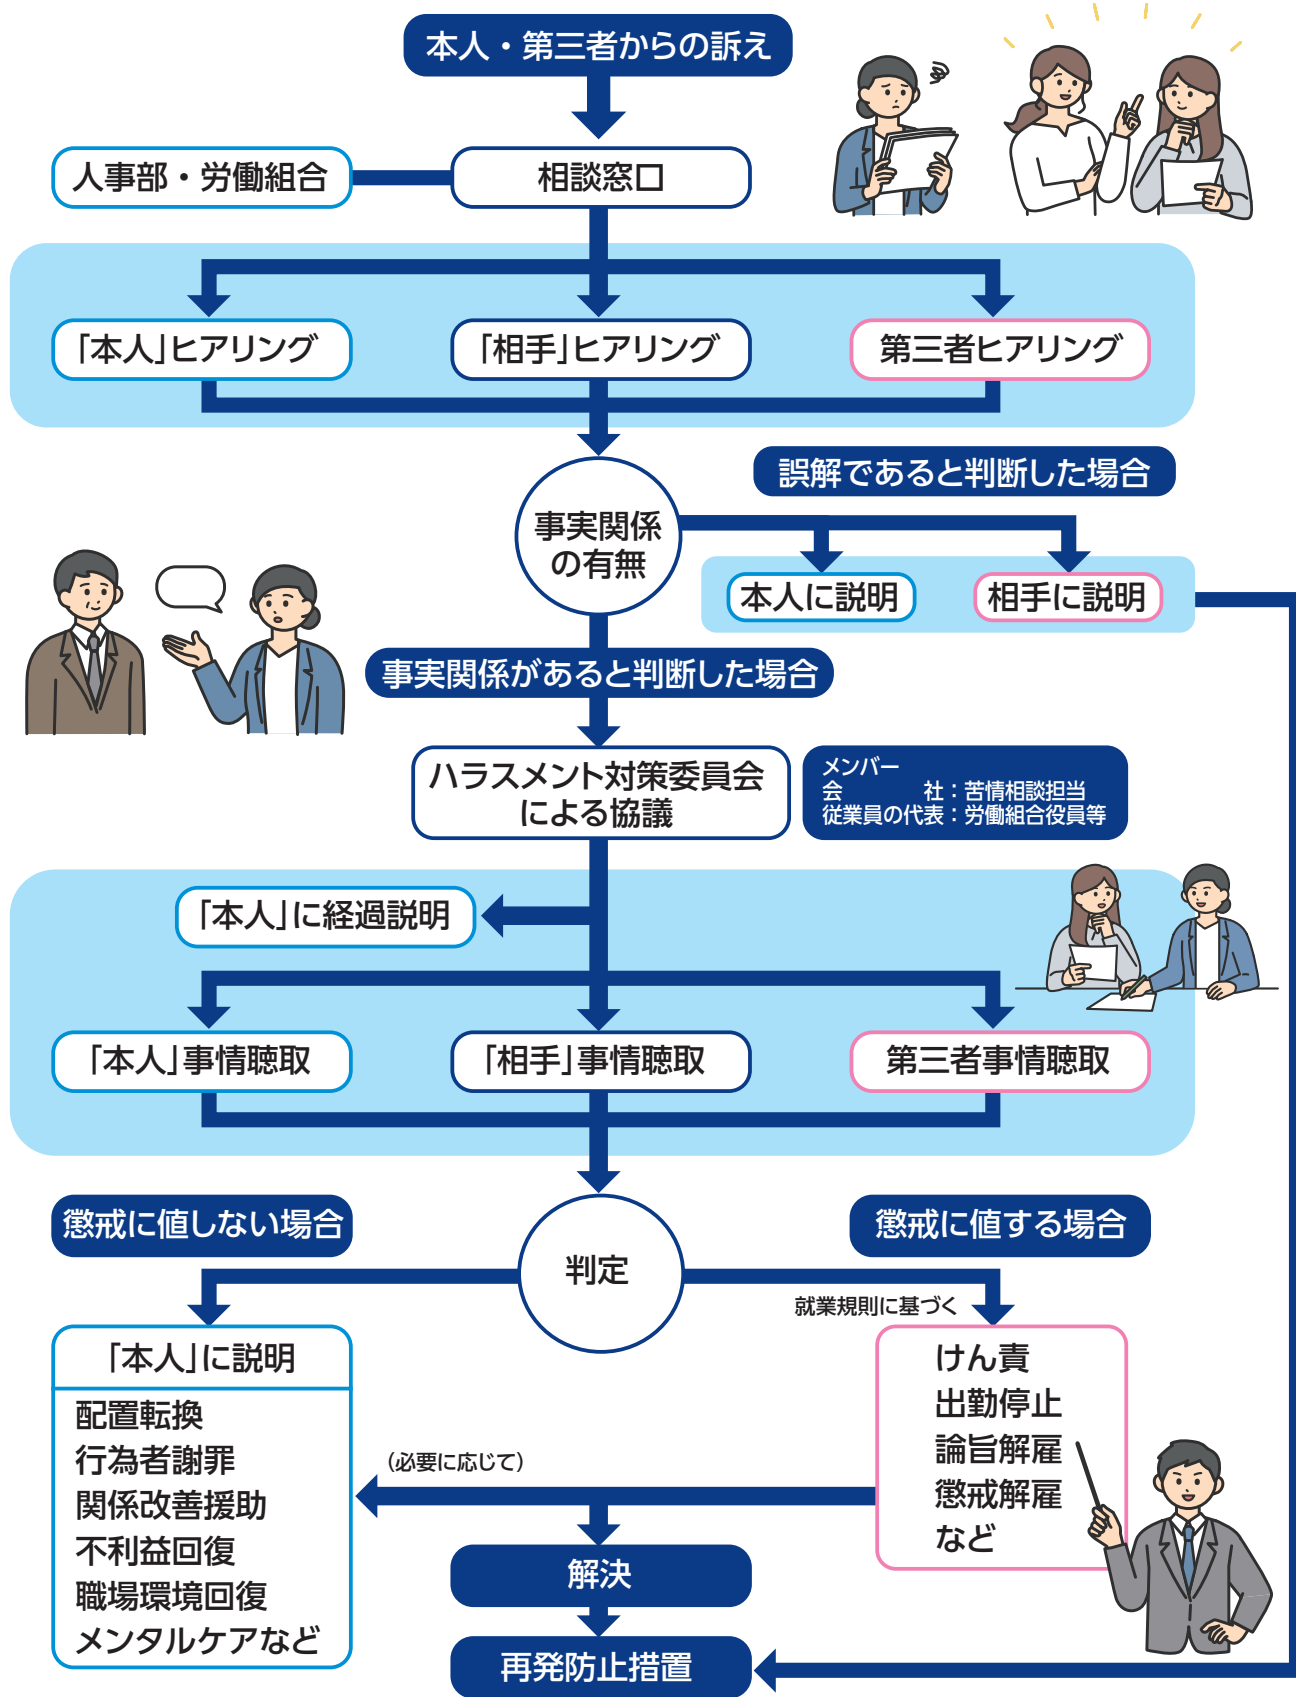 本人・第三者からの訴え
人事部・労働組合
相談窓口
「本人」ヒアリング
「相手」ヒアリング
第三者ヒアリング
誤解であると判断した場合
事実関係
の有無
本人に説明
相手に説明
事実関係があると判断した場合
ハラスメント対策委員会
による協議
メンバー
会　　　社：苦情相談担当
従業員の代表：労働組合役員等
「本人」に経過説明
「本人」事情聴取
「相手」事情聴取
第三者事情聴取
懲戒に値しない場合
懲戒に値する場合
判定
就業規則に基づく
「本人」に説明
配置転換
行為者謝罪
関係改善援助
不利益回復
職場環境回復
メンタルケアなど
けん責
出勤停止
論旨解雇
懲戒解雇
など
（必要に応じて）
解決
再発防止措置